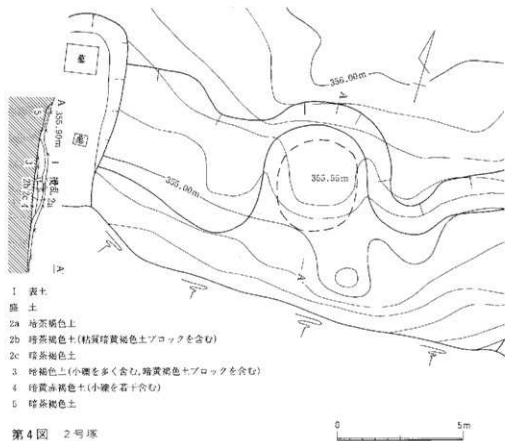 墓
墓
356.00m
A
355.55m
355.00m
A'
A
355.90m
5
1
3
2b
2c
4
2a
A'
1 表土
盛土
2a 暗茶褐色土
2b 暗茶褐色土(粘質暗黄褐色土ブロックを含む)
2c 暗茶褐色土
3 暗褐色土(小礫を多く含む,暗黄褐色土ブロックを含む)
4 暗黄赤褐色土(小礫を若干含む)
5 暗茶褐色土
第4図 2号塚
0 5m